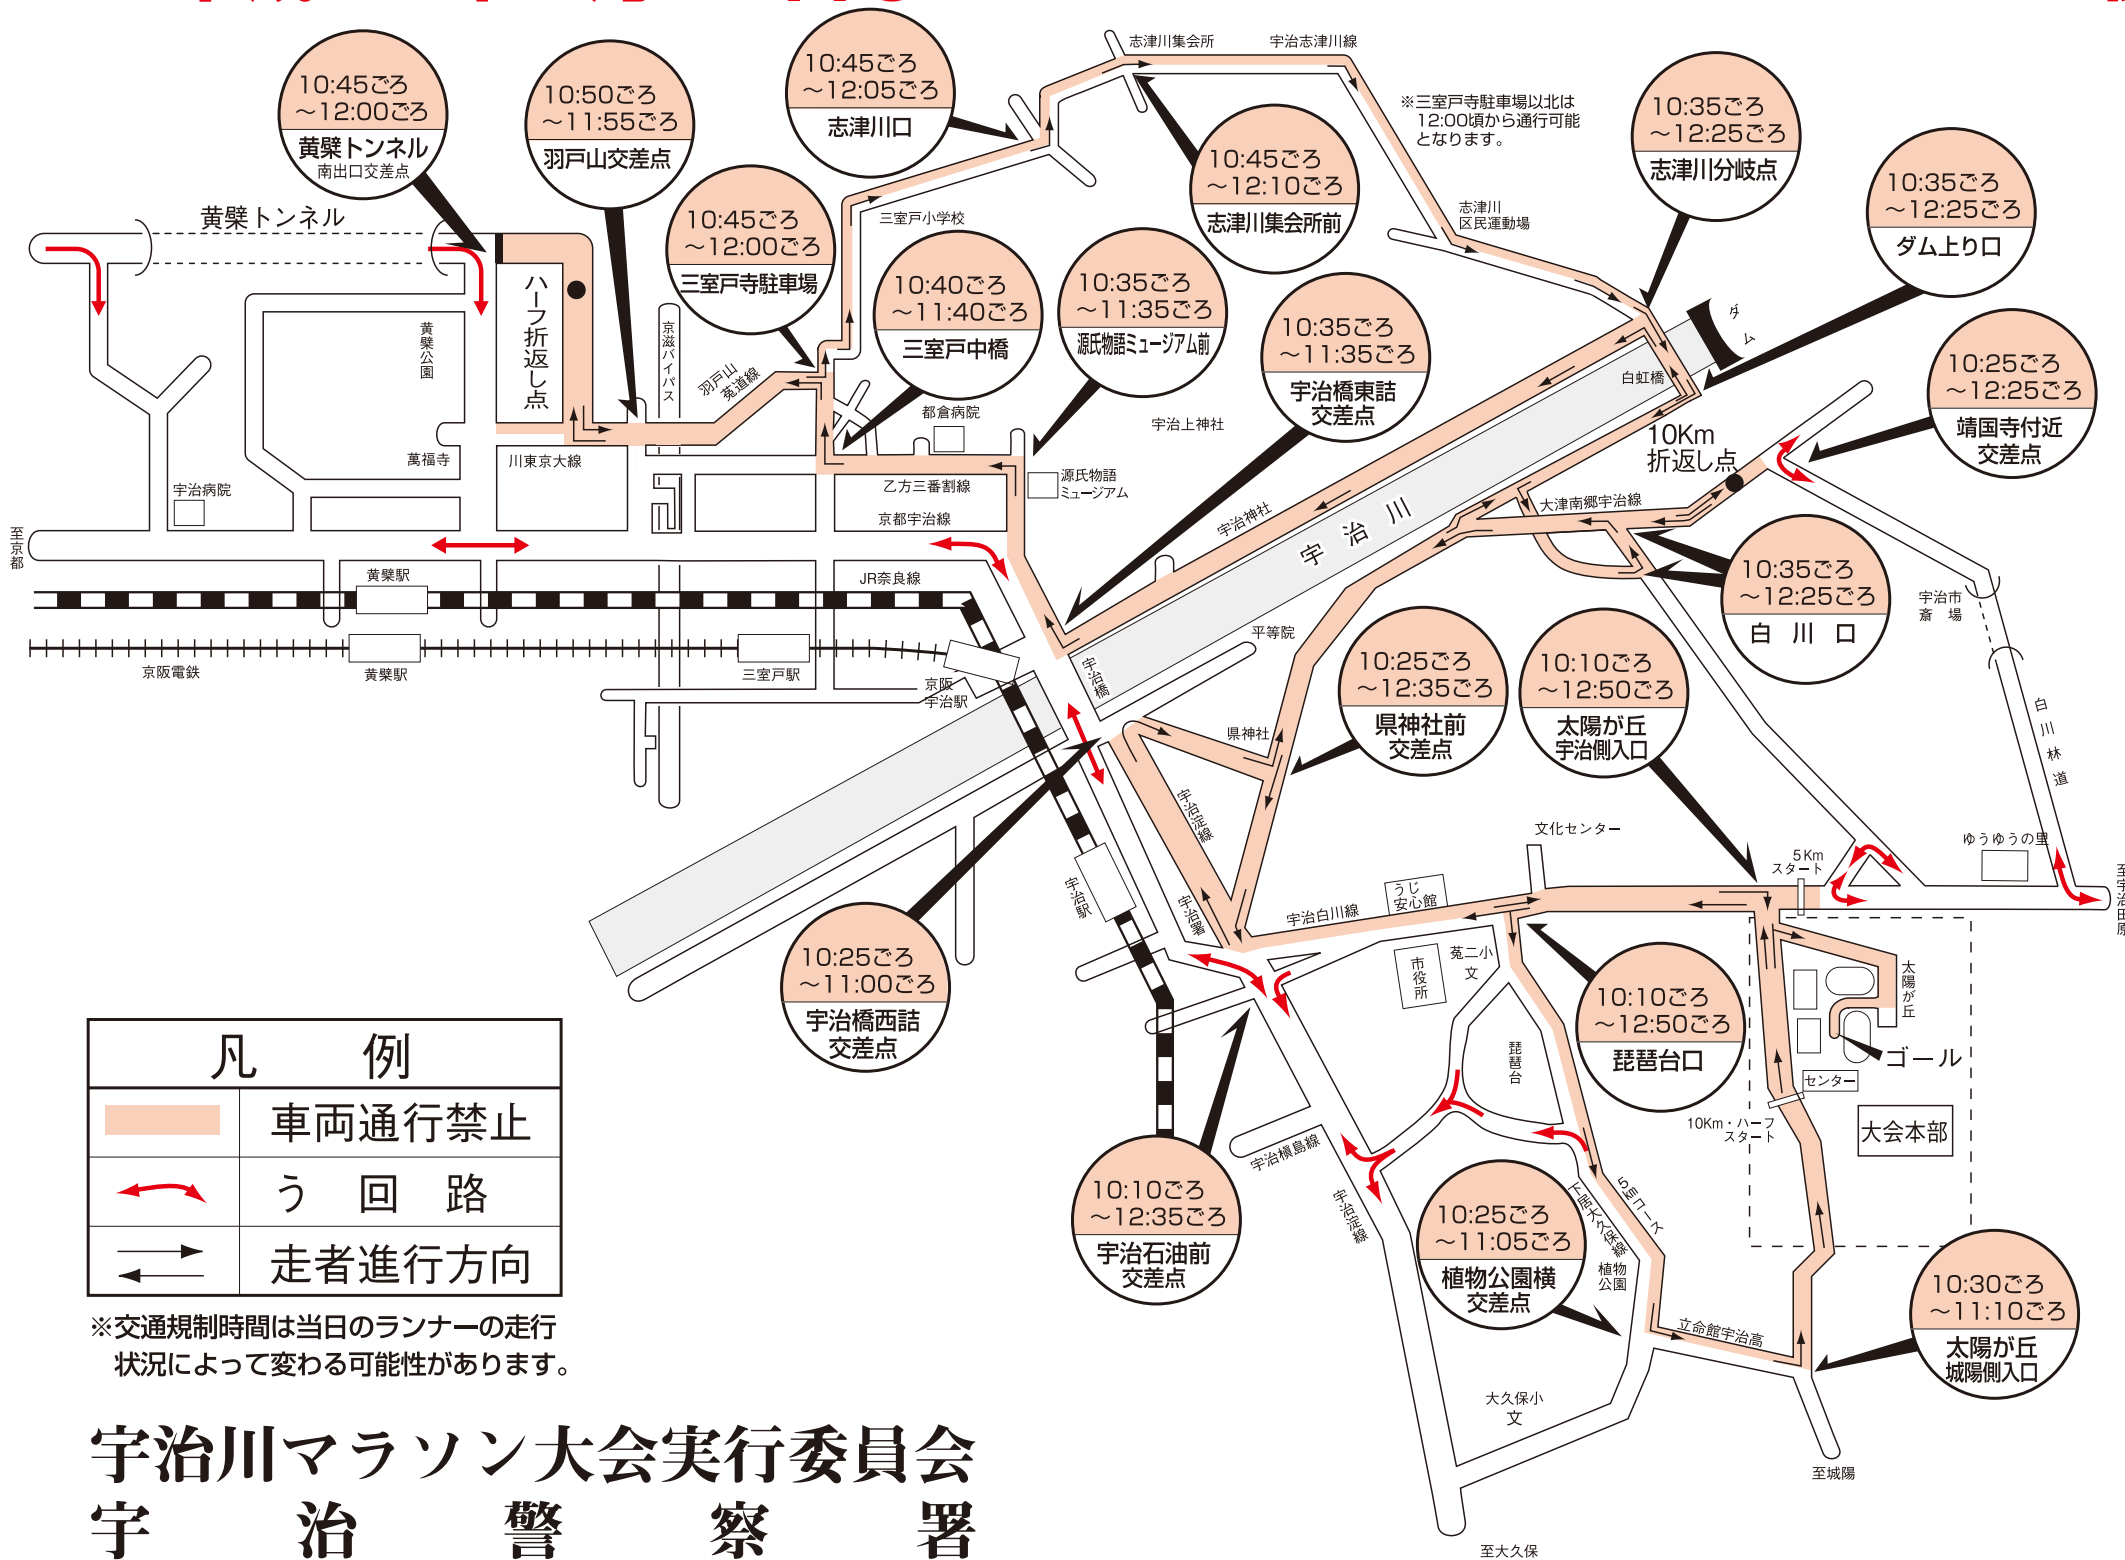 10:45ごろ
～12:00ごろ
黄檗トンネル
南出口交差点
10:50ごろ
～11:55ごろ
羽戸山交差点
10:45ごろ
～12:05ごろ
志津川口
10:45ごろ
～12:00ごろ
三室戸寺駐車場
10:40ごろ
～11:40ごろ
三室戸中橋
10:35ごろ
～11:35ごろ
源氏物語ミュージアム前
10:45ごろ
～12:10ごろ
志津川集会所前
10:35ごろ
～11:35ごろ
宇治橋東詰
交差点
10:35ごろ
～12:25ごろ
志津川分岐点
10:35ごろ
～12:25ごろ
ダム上り口
10:25ごろ
～12:25ごろ
靖国寺付近
交差点
10:35ごろ
～12:25ごろ
白川口
10:25ごろ
～12:35ごろ
県神社前
交差点
10:10ごろ
～12:50ごろ
太陽が丘
宇治側入口
10:25ごろ
～11:00ごろ
宇治橋西詰
交差点
10:10ごろ
～12:50ごろ
琵琶台口
10:10ごろ
～12:35ごろ
宇治石油前
交差点
10:25ごろ
～11:05ごろ
植物公園横
交差点
10:30ごろ
～11:10ごろ
太陽が丘
城陽側入口
志津川集会所
宇治志津川線
※三室戸寺駐車場以北は
12:00頃から通行可能
となります。
黄檗トンネル
ハーフ折返し点
黄檗公園
京滋バイパス
羽戸山
莵道線
三室戸小学校
志津川
区民運動場
ダム
白虹橋
10Km
折返し点
都倉病院
宇治上神社
萬福寺
川東京大線
宇治病院
乙方三番割線
京都宇治線
源氏物語
ミュージアム
宇治神社
宇治川
大津南郷宇治線
至京都
黄檗駅
JR奈良線
京阪電鉄
黄檗駅
三室戸駅
京阪
宇治駅
宇治橋
平等院
宇治市
斎場
白川林道
県神社
宇治淀線
宇治駅
宇治署
文化センター
うじ
安心館
宇治白川線
5Km
スタート
ゆうゆうの里
至宇治田原
市役所
莵二小
文
琵琶台
太陽が丘
ゴール
センター
10Km・ハーフ
スタート
大会本部
宇治槇島線
宇治淀線
5㎞コース
下居大久保線
植物
公園
立命館宇治高
大久保小
文
至城陽
至大久保
凡例
車両通行禁止
う回路
走者進行方向
※交通規制時間は当日のランナーの走行
状況によって変わる可能性があります。
宇治川マラソン大会実行委員会
宇治警察署